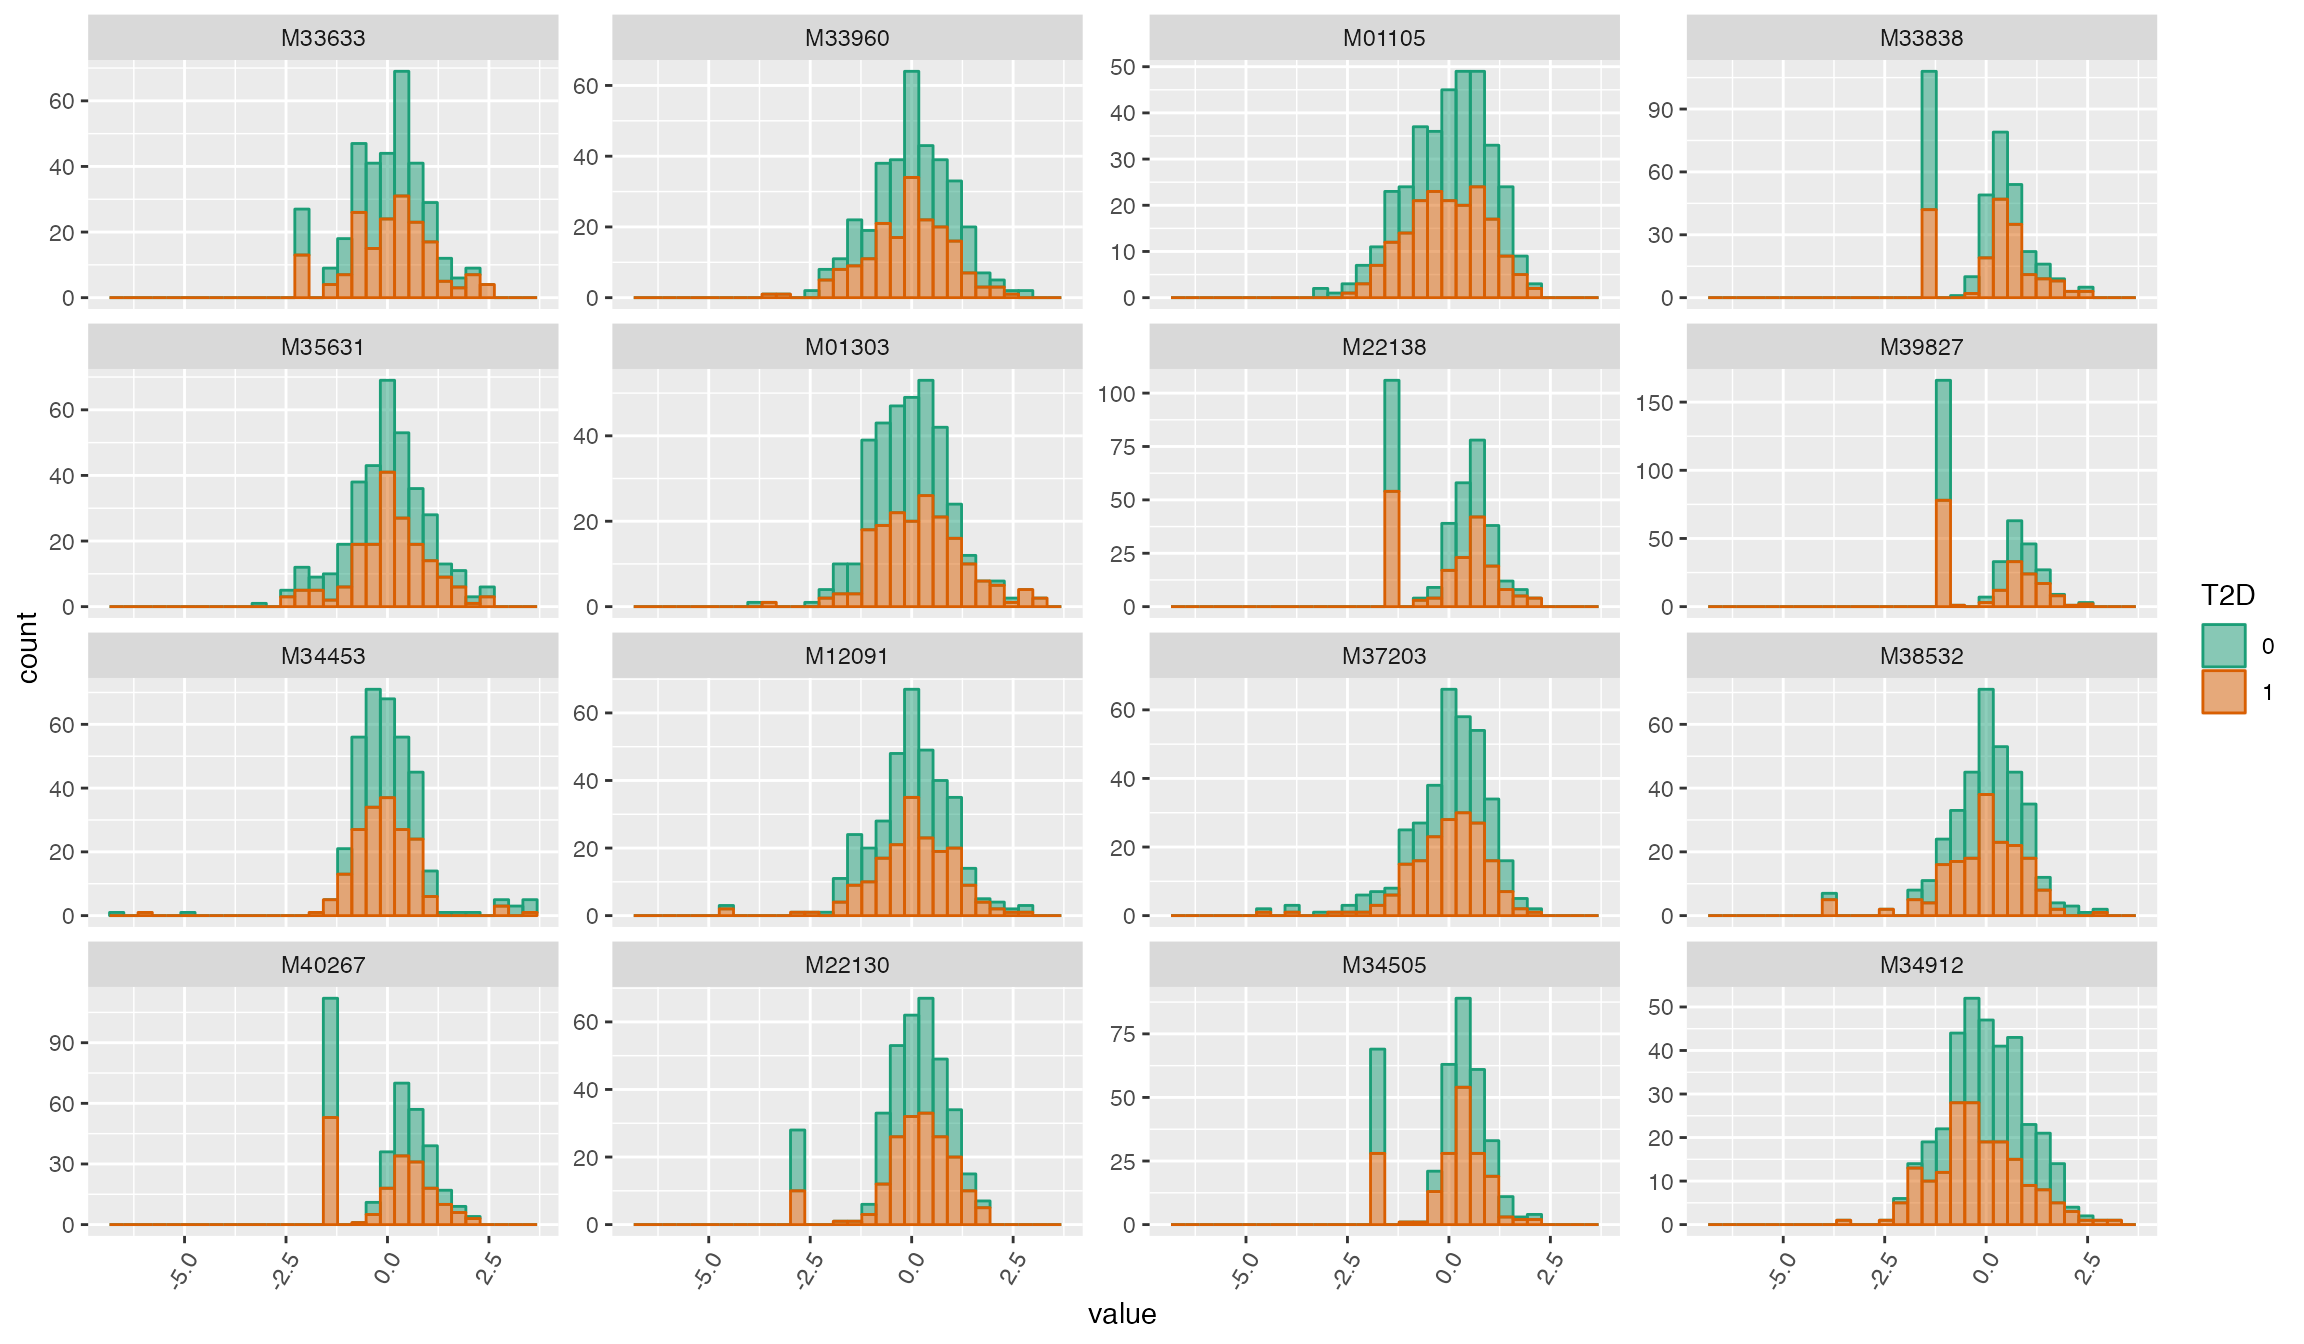 M33633 M33960 M01105 M33838
60 40 20 0
60 40 20 0
50 40 30 20 10 0
90 60 30 0
M35631 M01303 M22138 M39827
60 40 20 0
40 20 0
100 75 50 25 0
150 100 50 0
count
M34453 M12091 M37203 M38532
60 40 20 0
60 40 20 0
60 40 20 0
60 40 20 0
M40267 M22130 M34505 M34912
90 60 30 0
60 40 20 0
75 50 25 0
50 40 30 20 10 0
-5.0 -2.5 0.0 2.5
-5.0 -2.5 0.0 2.5
-5.0 -2.5 0.0 2.5
-5.0 -2.5 0.0 2.5
value
T2D
0
1